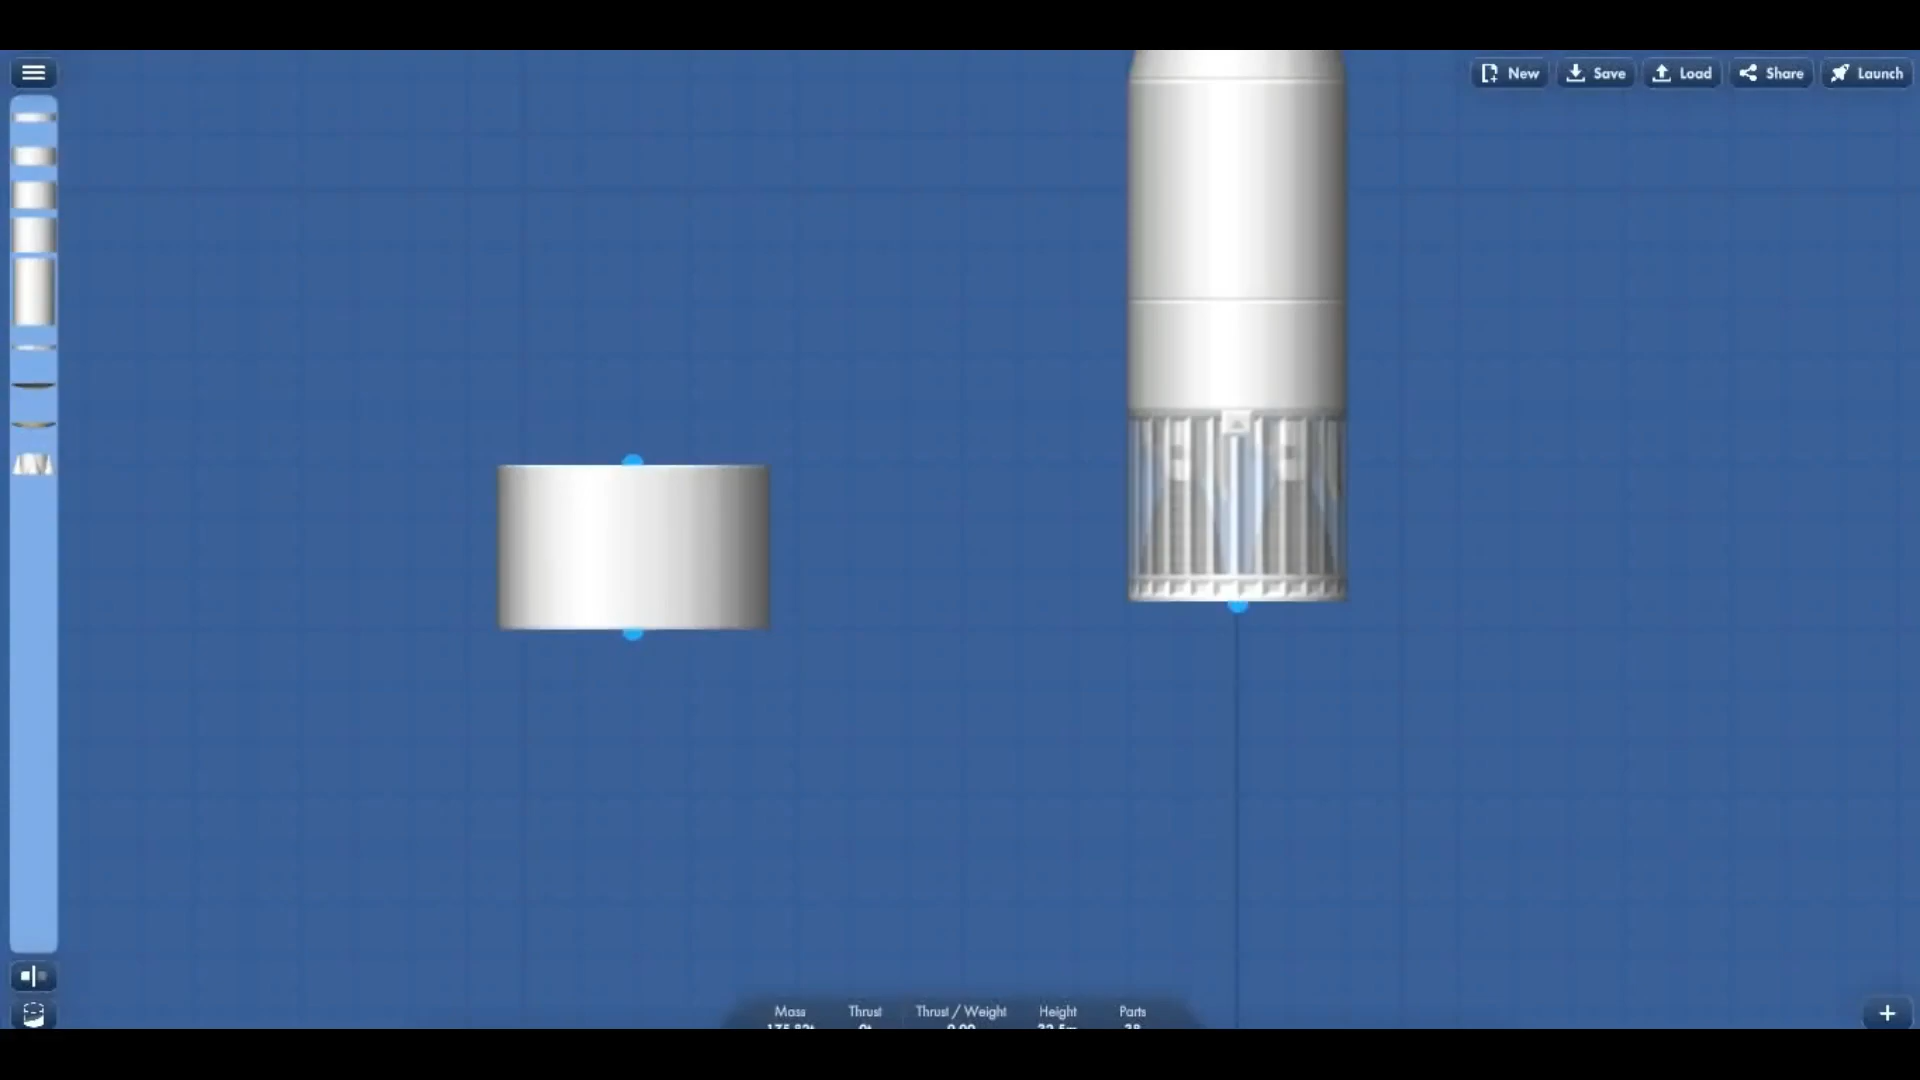 New
Save
Load
Share
Launch
Mass
Thrust
Thrust / Weight
Height
Parts